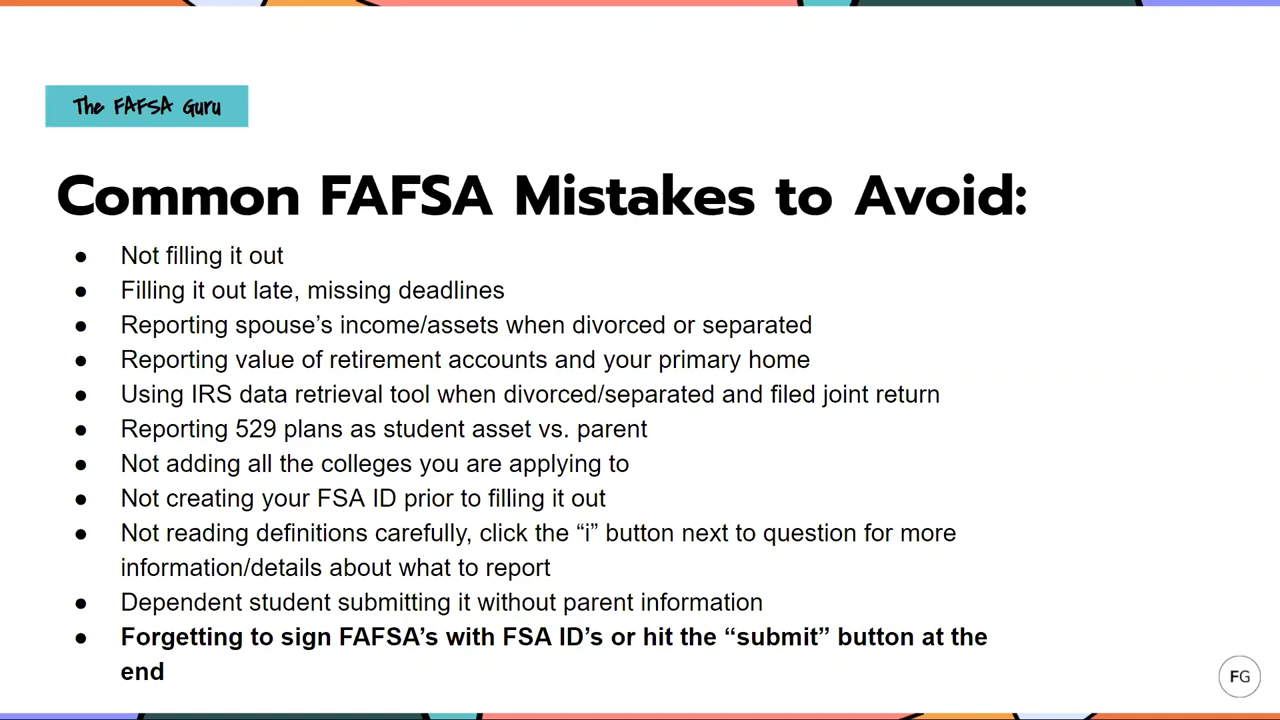 The FAFSA Guru
Common FAFSA Mistakes to Avoid:
● Not filling it out
● Filling it out late, missing deadlines
● Reporting spouse’s income/assets when divorced or separated
● Reporting value of retirement accounts and your primary home
● Using IRS data retrieval tool when divorced/separated and filed joint return
● Reporting 529 plans as student asset vs. parent
● Not adding all the colleges you are applying to
● Not creating your FSA ID prior to filling it out
● Not reading definitions carefully, click the “i” button next to question for more
information/details about what to report
● Dependent student submitting it without parent information
● Forgetting to sign FAFSA’s with FSA ID’s or hit the “submit” button at the
end
FG